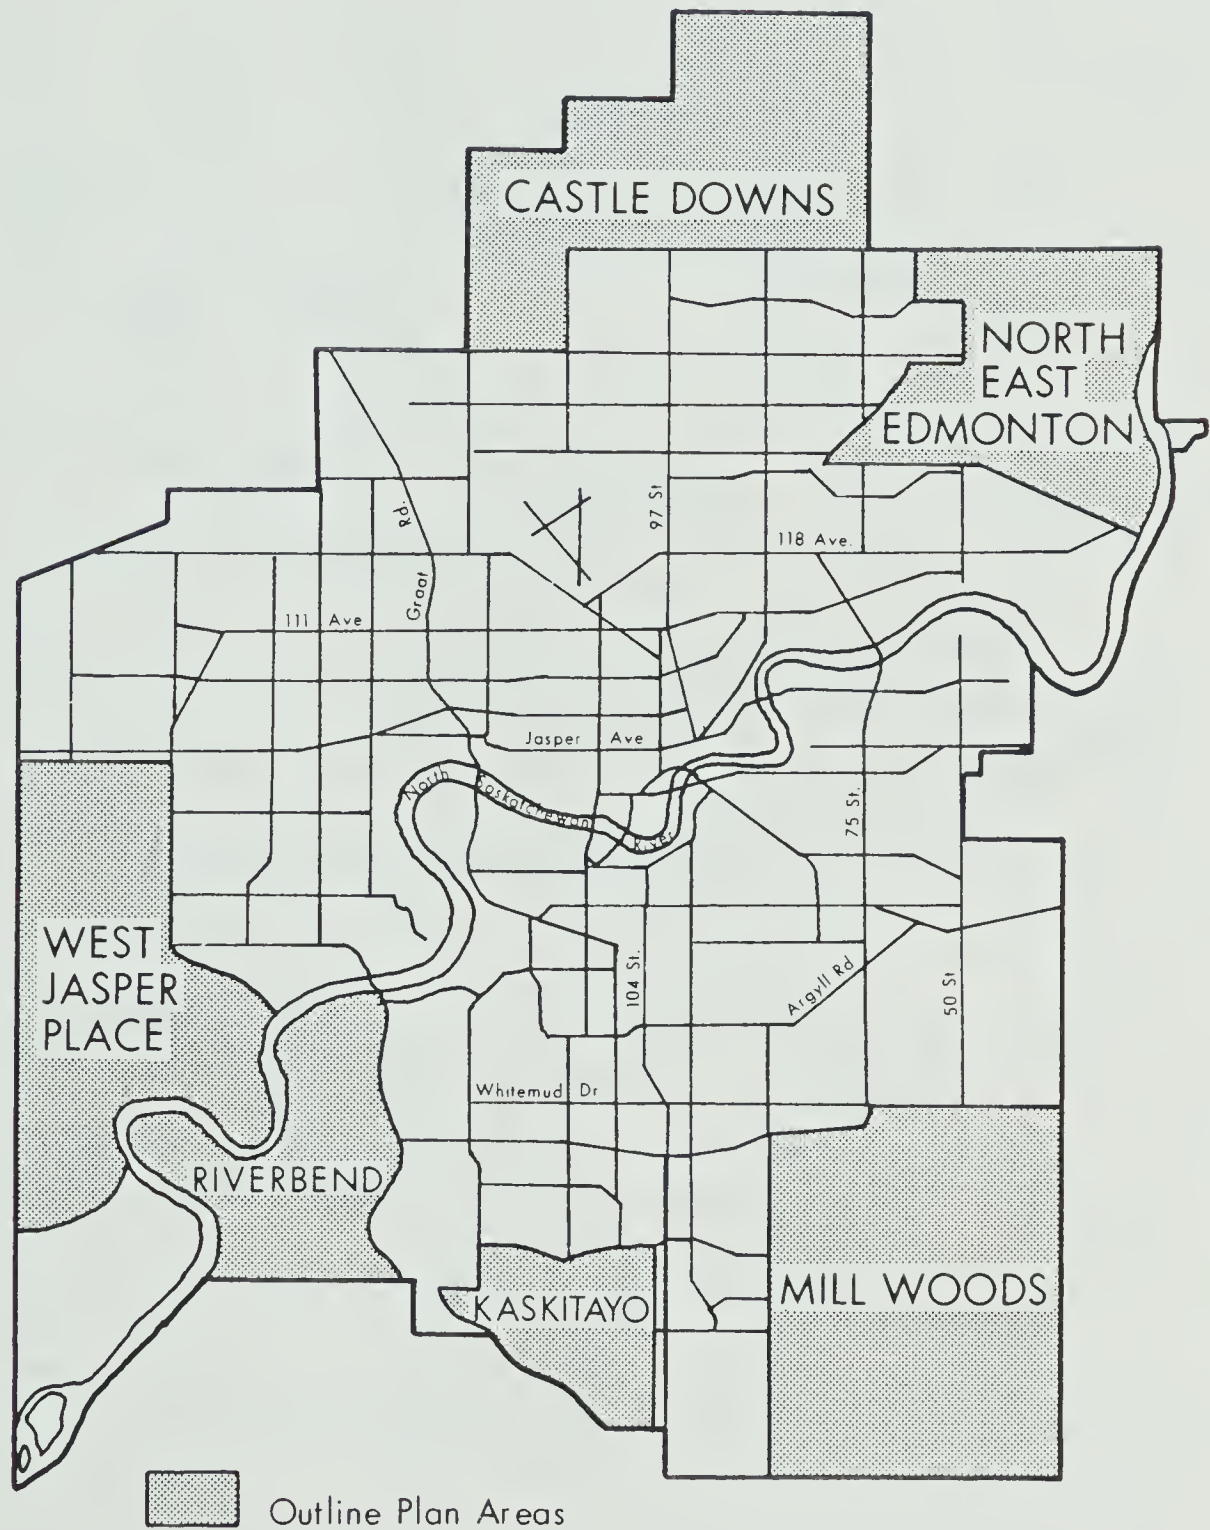 CASTLE DOWNS
NORTH
EAST
EDMONTON
97 St
Rd.
118 Ave.
Groat
111 Ave
Jasper Ave
North Saskatchewan River
75 St.
WEST
JASPER
PLACE
104 St.
Argyll Rd
50 St
Whitemud Dr
RIVERBEND
KASKITAYO
MILL WOODS
Outline Plan Areas